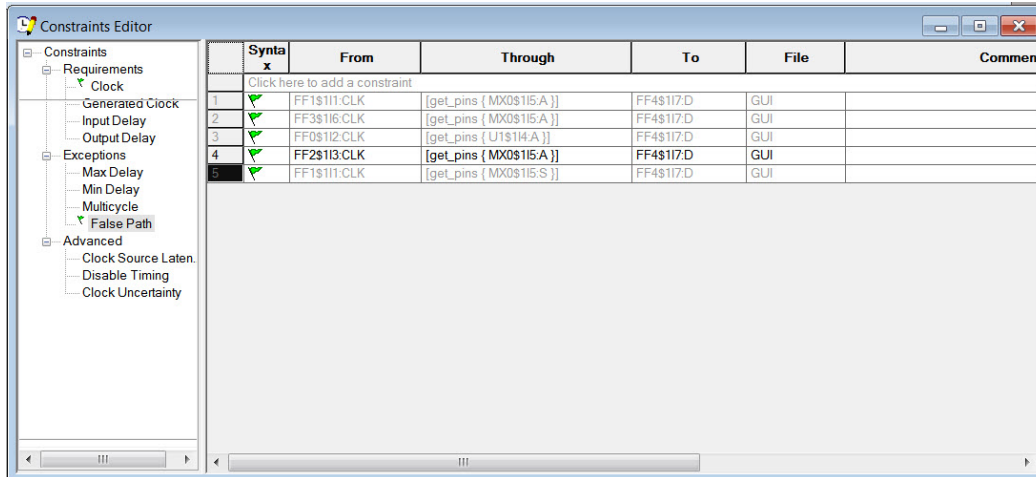 Constraints Editor
Constraints
Requirements
Clock
Generated Clock
Input Delay
Output Delay
Exceptions
Max Delay
Min Delay
Multicycle
False Path
Advanced
Clock Source Laten.
Disable Timing
Clock Uncertainty
Synta
x From Through To File Commen
Click here to add a constraint
1 FF1$1I1:CLK [get_pins { MX0$1I5:A }] FF4$1I7:D GUI
2 FF3$1I6:CLK [get_pins { MX0$1I5:A }] FF4$1I7:D GUI
3 FF0$1I2:CLK [get_pins { U1$1I4:A }] FF4$1I7:D GUI
4 FF2$1I3:CLK [get_pins { MX0$1I5:A }] FF4$1I7:D GUI
5 FF1$1I1:CLK [get_pins { MX0$1I5:S }] FF4$1I7:D GUI